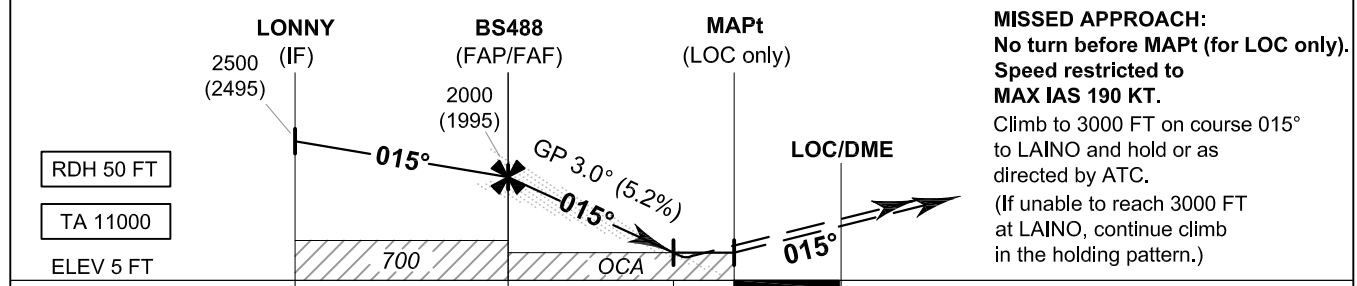 LONNY
(IF)
2500
(2495)
BS488
(FAP/FAF)
2000
(1995)
MAPt
(LOC only)
LOC/DME
RDH 50 FT
TA 11000
ELEV 5 FT
015°
GP 3.0° (5.2%)
015°
015°
700
OCA
MISSED APPROACH:
No turn before MAPt (for LOC only).
Speed restricted to
MAX IAS 190 KT.
Climb to 3000 FT on course 015°
to LAINO and hold or as
directed by ATC.
(If unable to reach 3000 FT
at LAINO, continue climb
in the holding pattern.)